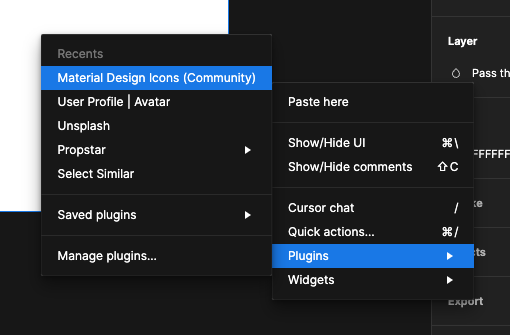 Recents
Material Design Icons (Community)
User Profile | Avatar
Unsplash
Propstar
Select Similar
Saved plugins
Manage plugins...
Paste here
Show/Hide UI ⌘\
Show/Hide comments ⇧C
Cursor chat /
Quick actions... ⌘/
Plugins
Widgets
Layer
Pass th
FFFFFF
Export